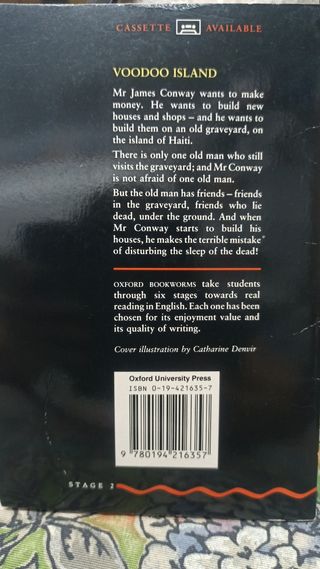 CASSETTE AVAILABLE
VOODOO ISLAND
Mr James Conway wants to make
money. He wants to build new
houses and shops – and he wants to
build them on an old graveyard, on
the island of Haiti.
There is only one old man who still
visits the graveyard; and Mr Conway
is not afraid of one old man.
But the old man has friends – friends
in the graveyard, friends who lie
dead, under the ground. And when
Mr Conway starts to build his
houses, he makes the terrible mistake
of disturbing the sleep of the dead!
OXFORD BOOKWORMS take students
through six stages towards real
reading in English. Each one has been
chosen for its enjoyment value and
its quality of writing.
Cover illustration by Catharine Denvir
Oxford University Press
ISBN 0-19-421635-7
9 780194 216357
STAGE 2